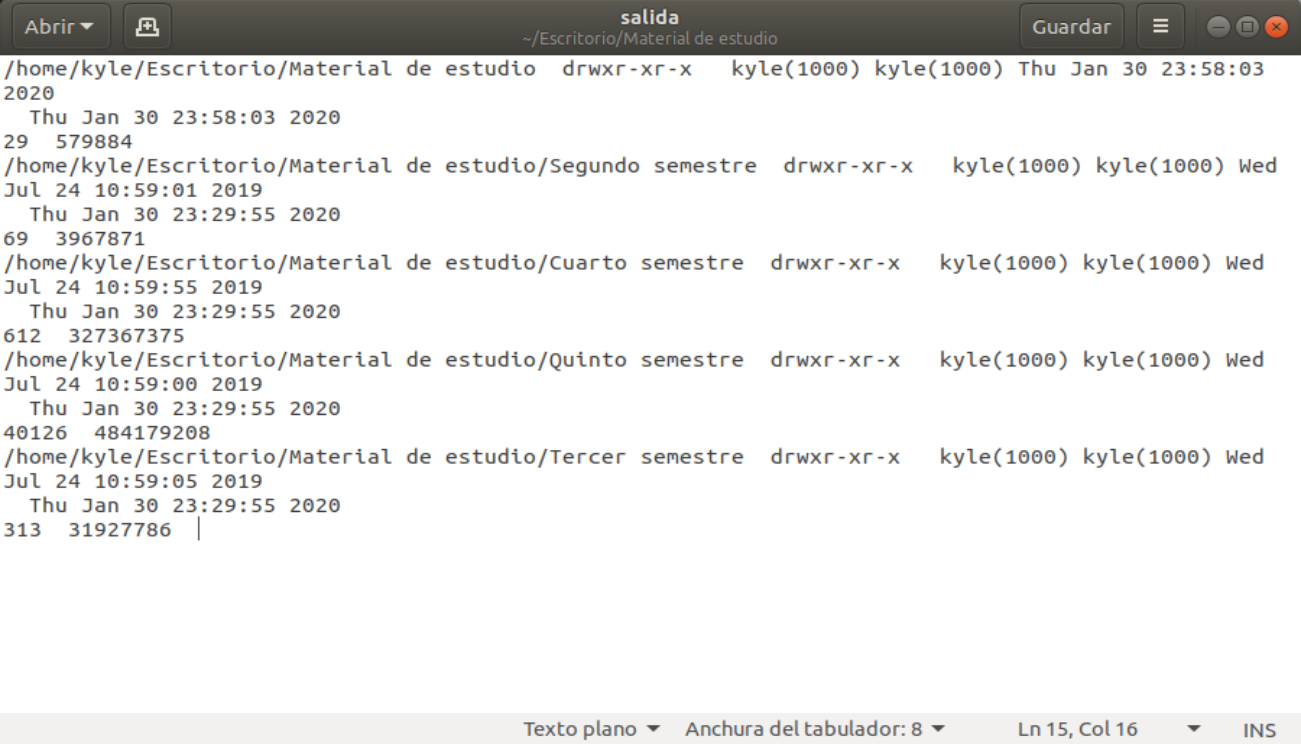 Abrir
salida
~/Escritorio/Material de estudio
Guardar
/home/kyle/Escritorio/Material de estudio  drwxr-xr-x   kyle(1000) kyle(1000) Thu Jan 30 23:58:03
2020
  Thu Jan 30 23:58:03 2020
29  579884
/home/kyle/Escritorio/Material de estudio/Segundo semestre  drwxr-xr-x   kyle(1000) kyle(1000) Wed
Jul 24 10:59:01 2019
  Thu Jan 30 23:29:55 2020
69  3967871
/home/kyle/Escritorio/Material de estudio/Cuarto semestre  drwxr-xr-x   kyle(1000) kyle(1000) Wed
Jul 24 10:59:55 2019
  Thu Jan 30 23:29:55 2020
612  327367375
/home/kyle/Escritorio/Material de estudio/Quinto semestre  drwxr-xr-x   kyle(1000) kyle(1000) Wed
Jul 24 10:59:00 2019
  Thu Jan 30 23:29:55 2020
40126  484179208
/home/kyle/Escritorio/Material de estudio/Tercer semestre  drwxr-xr-x   kyle(1000) kyle(1000) Wed
Jul 24 10:59:05 2019
  Thu Jan 30 23:29:55 2020
313  31927786
Texto plano Anchura del tabulador: 8 Ln 15, Col 16 INS